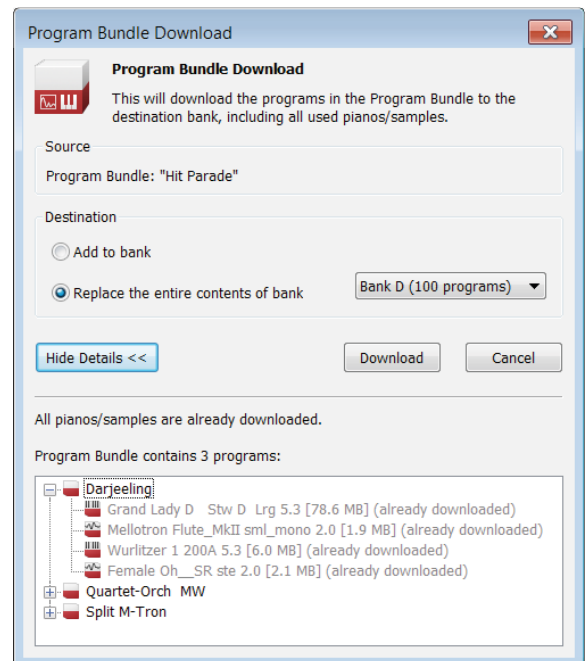 Program Bundle Download
Program Bundle Download
This will download the programs in the Program Bundle to the
destination bank, including all used pianos/samples.
Source
Program Bundle: "Hit Parade"
Destination
Add to bank
Replace the entire contents of bank
Bank D (100 programs)
Hide Details <<
Download
Cancel
All pianos/samples are already downloaded.
Program Bundle contains 3 programs:
Darjeeling
Grand Lady D   Stw D  Lrg 5.3 [78.6 MB] (already downloaded)
Mellotron Flute_MkII sml_mono 2.0 [1.9 MB] (already downloaded)
Wurlitzer 1 200A 5.3 [6.0 MB] (already downloaded)
Female Oh__SR ste 2.0 [2.1 MB] (already downloaded)
Quartet-Orch  MW
Split M-Tron